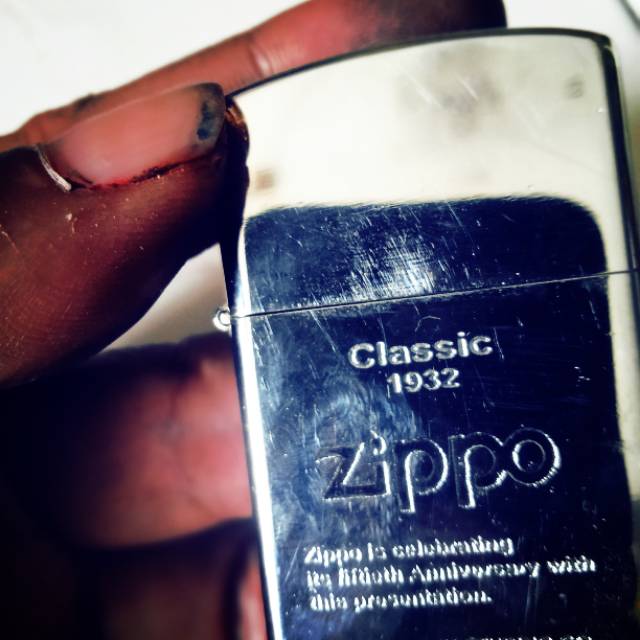 Classic
1932
zippo
Zippo is celebrating
its fiftieth Anniversary with
this presentation.